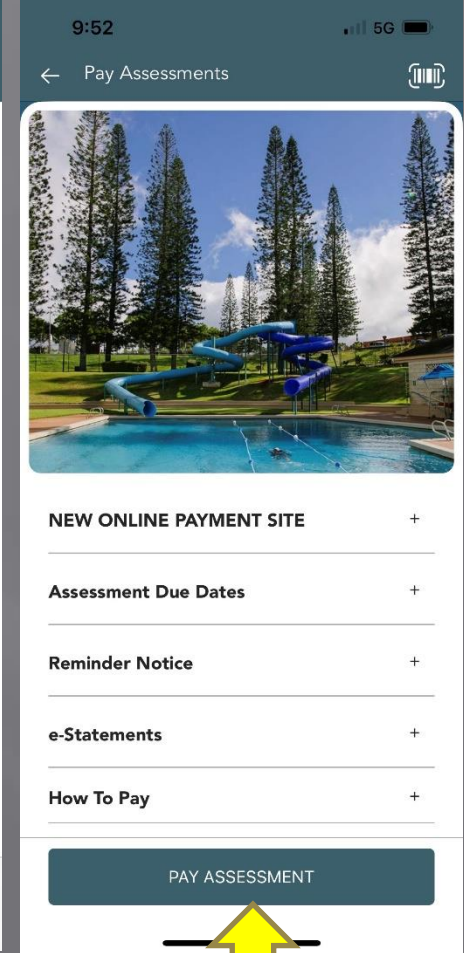 9:52
5G
Pay Assessments
NEW ONLINE PAYMENT SITE +
Assessment Due Dates +
Reminder Notice +
e-Statements +
How To Pay +
PAY ASSESSMENT